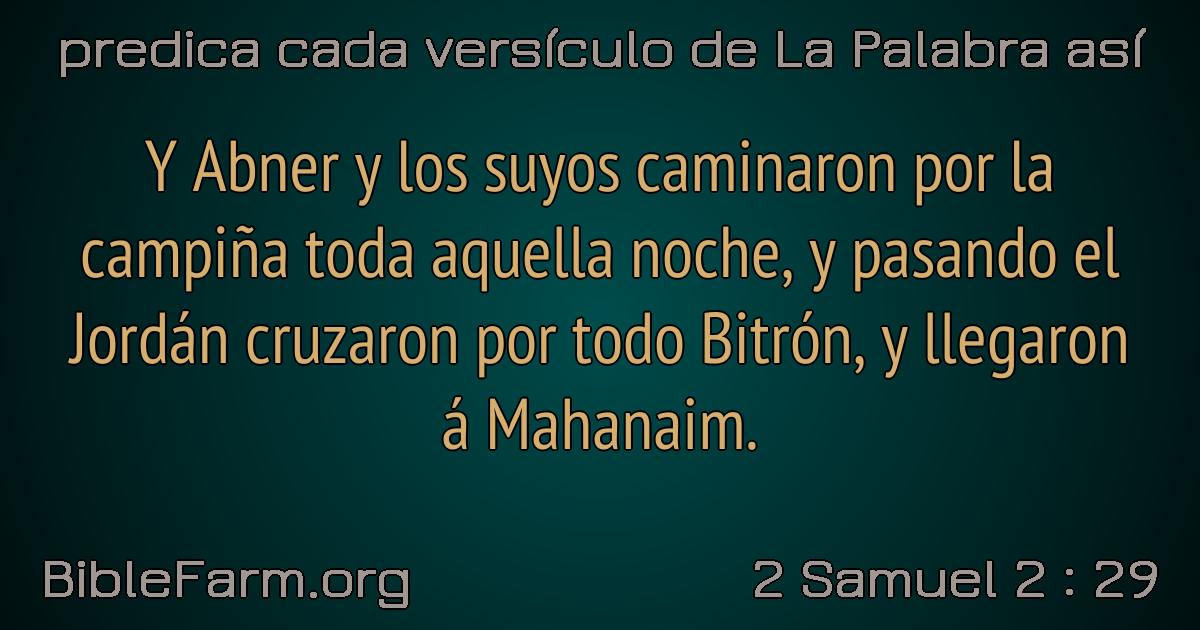 predica cada versículo de La Palabra así
Y Abner y los suyos caminaron por la
campiña toda aquella noche, y pasando el
Jordán cruzaron por todo Bitrón, y llegaron
á Mahanaim.
BibleFarm.org
2 Samuel 2 : 29